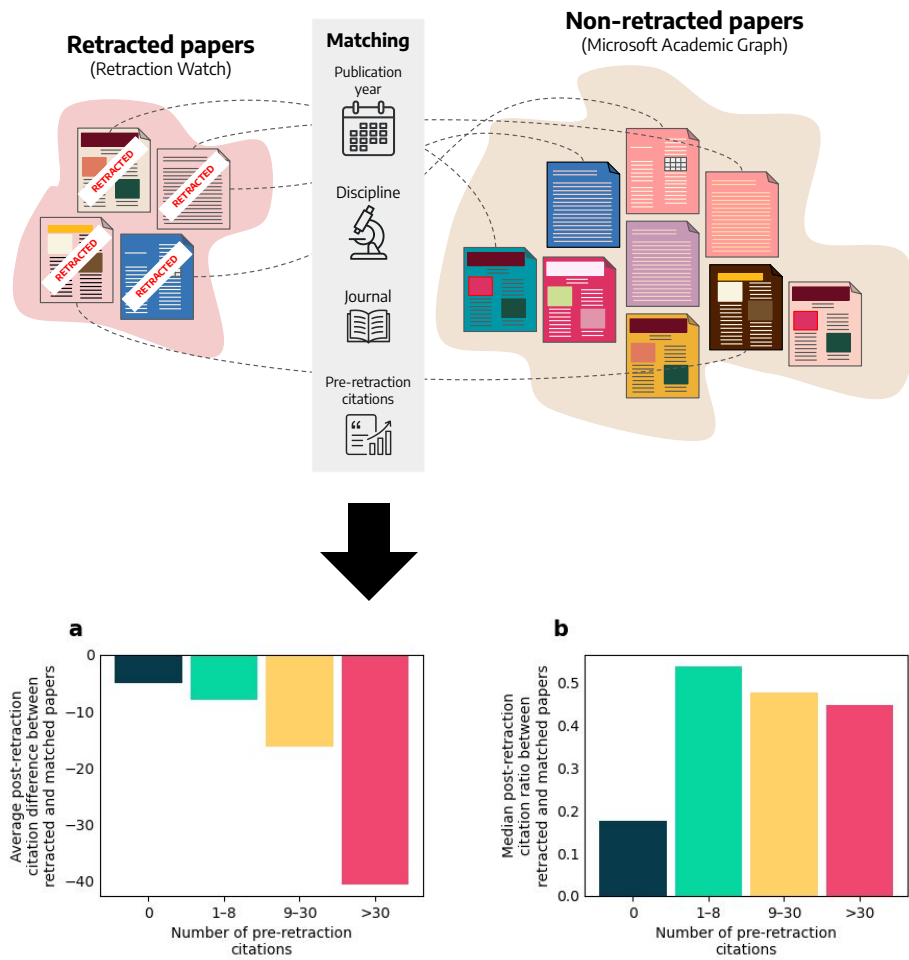 Retracted papers
(Retraction Watch)
Matching
Non-retracted papers
(Microsoft Academic Graph)
Publication
year
Discipline
Journal
Pre-retraction
citations
RETRACTED
RETRACTED
RETRACTED
RETRACTED
a
Average post-retraction
citation difference between
retracted and matched papers
0
−10
−20
−30
−40
0
1–8
9–30
>30
Number of pre-retraction
citations
b
Median post-retraction
citation ratio between
retracted and matched papers
0.5
0.4
0.3
0.2
0.1
0.0
0
1–8
9–30
>30
Number of pre-retraction
citations